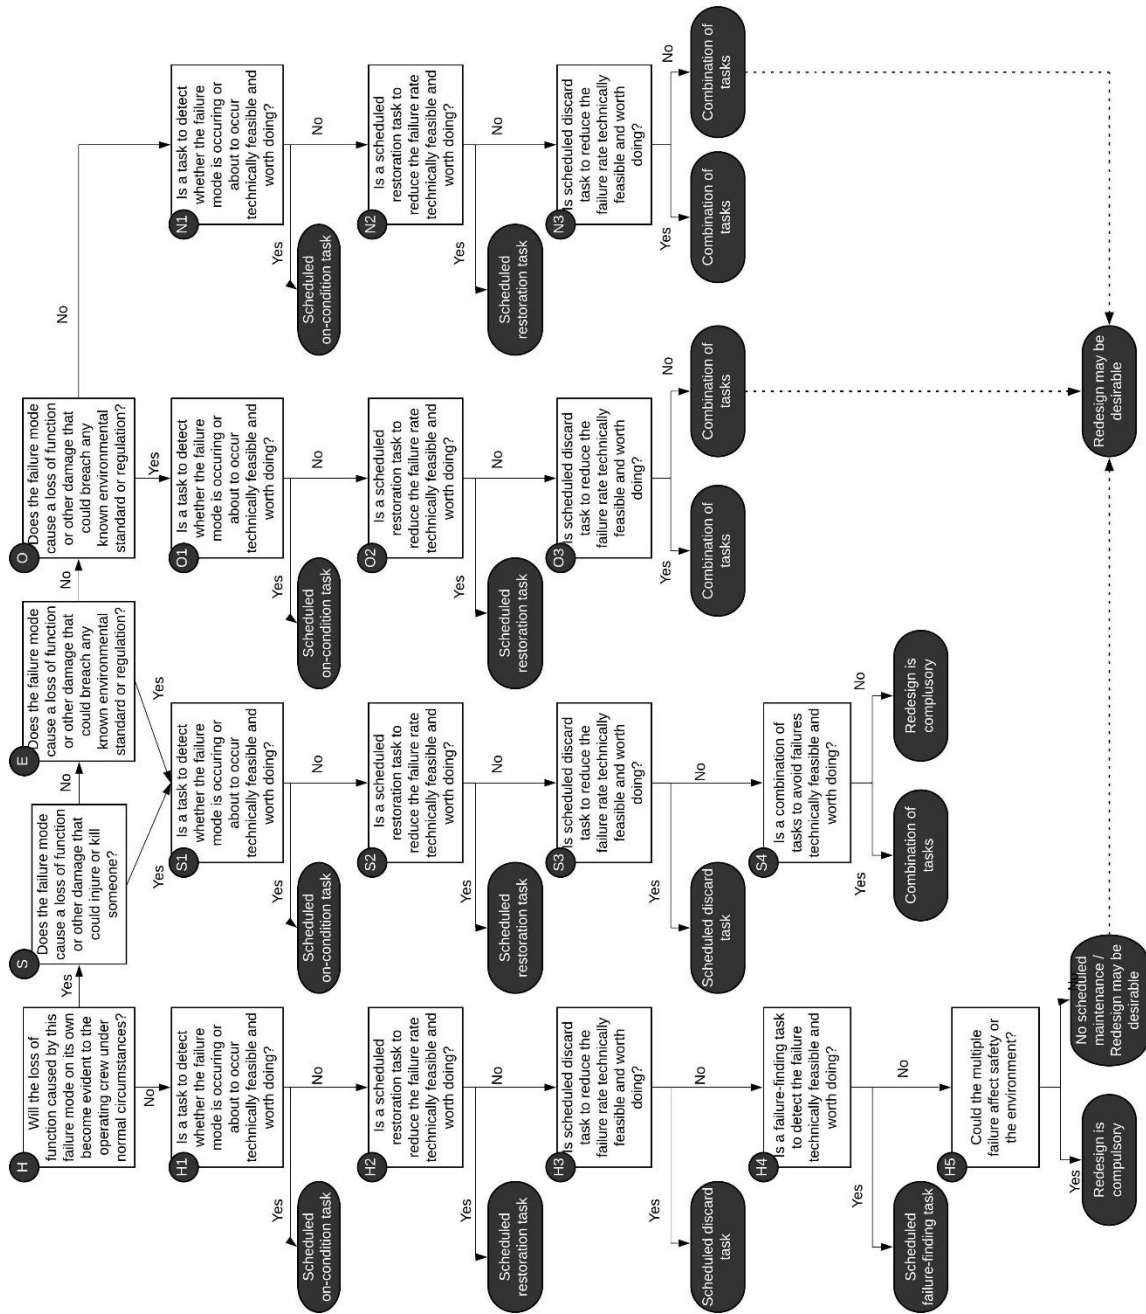 H
Will the loss of
function caused by this
failure mode on its own
become evident to the
operating crew under
normal circumstances?
Yes
No
S
Does the failure mode
cause a loss of function
or other damage that
could injure or kill
someone?
No
Yes
E
Does the failure mode
cause a loss of function
or other damage that
could breach any
known environmental
standard or regulation?
No
Yes
O
Does the failure mode
cause a loss of function
or other damage that
could breach any
known environmental
standard or regulation?
No
Yes
H1
Is a task to detect
whether the failure
mode is occuring or
about to occur
technically feasible and
worth doing?
Yes
No
Scheduled
on-condition task
S1
Is a task to detect
whether the failure
mode is occuring or
about to occur
technically feasible and
worth doing?
Yes
No
Scheduled
on-condition task
O1
Is a task to detect
whether the failure
mode is occuring or
about to occur
technically feasible and
worth doing?
Yes
No
Scheduled
on-condition task
N1
Is a task to detect
whether the failure
mode is occuring or
about to occur
technically feasible and
worth doing?
Yes
No
Scheduled
on-condition task
H2
Is a scheduled
restoration task to
reduce the failure rate
technically feasible and
worth doing?
Yes
No
Scheduled
restoration task
S2
Is a scheduled
restoration task to
reduce the failure rate
technically feasible and
worth doing?
Yes
No
Scheduled
restoration task
O2
Is a scheduled
restoration task to
reduce the failure rate
technically feasible and
worth doing?
Yes
No
Scheduled
restoration task
N2
Is a scheduled
restoration task to
reduce the failure rate
technically feasible and
worth doing?
Yes
No
Scheduled
restoration task
H3
Is scheduled discard
task to reduce the
failure rate technically
feasible and worth
doing?
Yes
No
Scheduled discard
task
S3
Is scheduled discard
task to reduce the
failure rate technically
feasible and worth
doing?
Yes
No
Scheduled discard
task
O3
Is scheduled discard
task to reduce the
failure rate technically
feasible and worth
doing?
Yes
No
Combination of
tasks
Combination of
tasks
N3
Is scheduled discard
task to reduce the
failure rate technically
feasible and worth
doing?
Yes
No
Combination of
tasks
Combination of
tasks
H4
Is a failure-finding task
to detect the failure
technically feasible and
worth doing?
Yes
No
Scheduled
failure-finding task
S4
Is a combination of
tasks to avoid failures
technically feasible and
worth doing?
Yes
No
Combination of
tasks
Redesign is
complusory
H5
Could the multiple
failure affect safety or
the environment?
Yes
No
Redesign is
compulsory
No scheduled
maintenance /
Redesign may be
desirable
Redesign may be
desirable